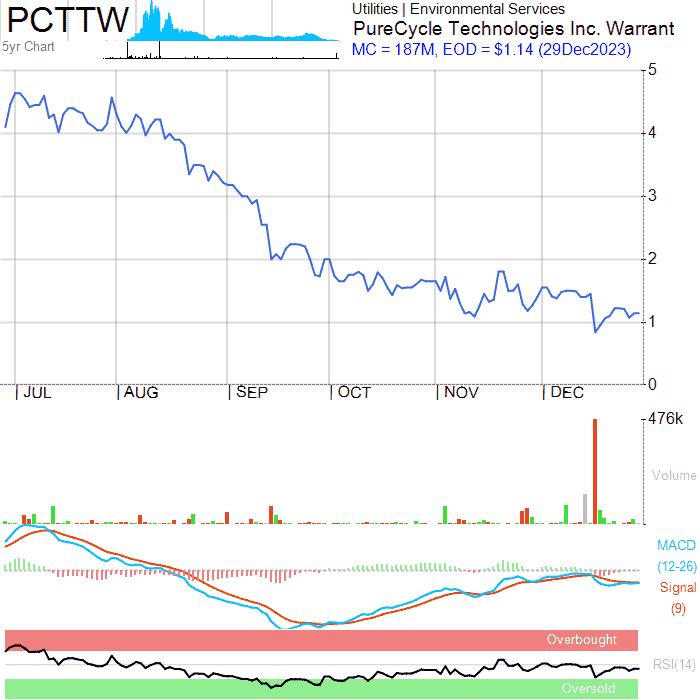 PCTTW
5yr Chart
Utilities | Environmental Services
PureCycle Technologies Inc. Warrant
MC = 187M, EOD = $1.14 (29Dec2023)
5
4
3
2
1
0
JUL AUG SEP OCT NOV DEC
476k
Volume
MACD
(12-26)
Signal
(9)
Overbought
RSI(14)
Oversold